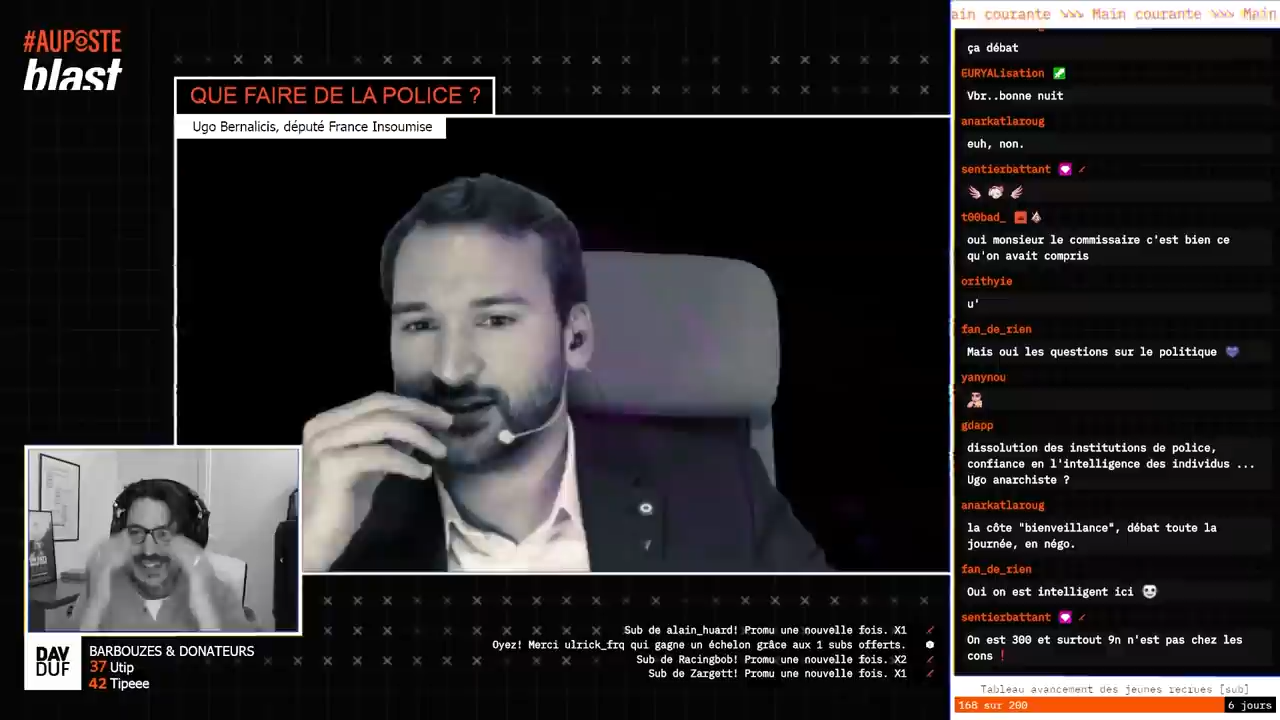 #AUPOSTE
blast
QUE FAIRE DE LA POLICE ?
Ugo Bernalicis, député France Insoumise
DAV
DUF
BARBOUZES & DONATEURS
37 Utip
42 Tipeee
Sub de alain_huard! Promu une nouvelle fois. X1
Oyez! Merci ulrick_frq qui gagne un échelon grâce aux 1 subs offerts.
Sub de Racingbob! Promu une nouvelle fois. X2
Sub de Zargett! Promu une nouvelle fois. X1
ain courante >>> Main courante >>> Main
ça débat
EURYALisation
Vbr..bonne nuit
anarkatlaroug
euh, non.
sentierbattant
t00bad_
oui monsieur le commissaire c'est bien ce
qu'on avait compris
orithyie
u'
fan_de_rien
Mais oui les questions sur le politique
yanynou
gdapp
dissolution des institutions de police,
confiance en l'intelligence des individus ...
Ugo anarchiste ?
anarkatlaroug
la côte "bienveillance", débat toute la
journée, en négo.
fan_de_rien
Oui on est intelligent ici
sentierbattant
On est 300 et surtout 9n n'est pas chez les
cons ❗
Tableau avancement des jeunes recrues [sub]
168 sur 200
6 jours